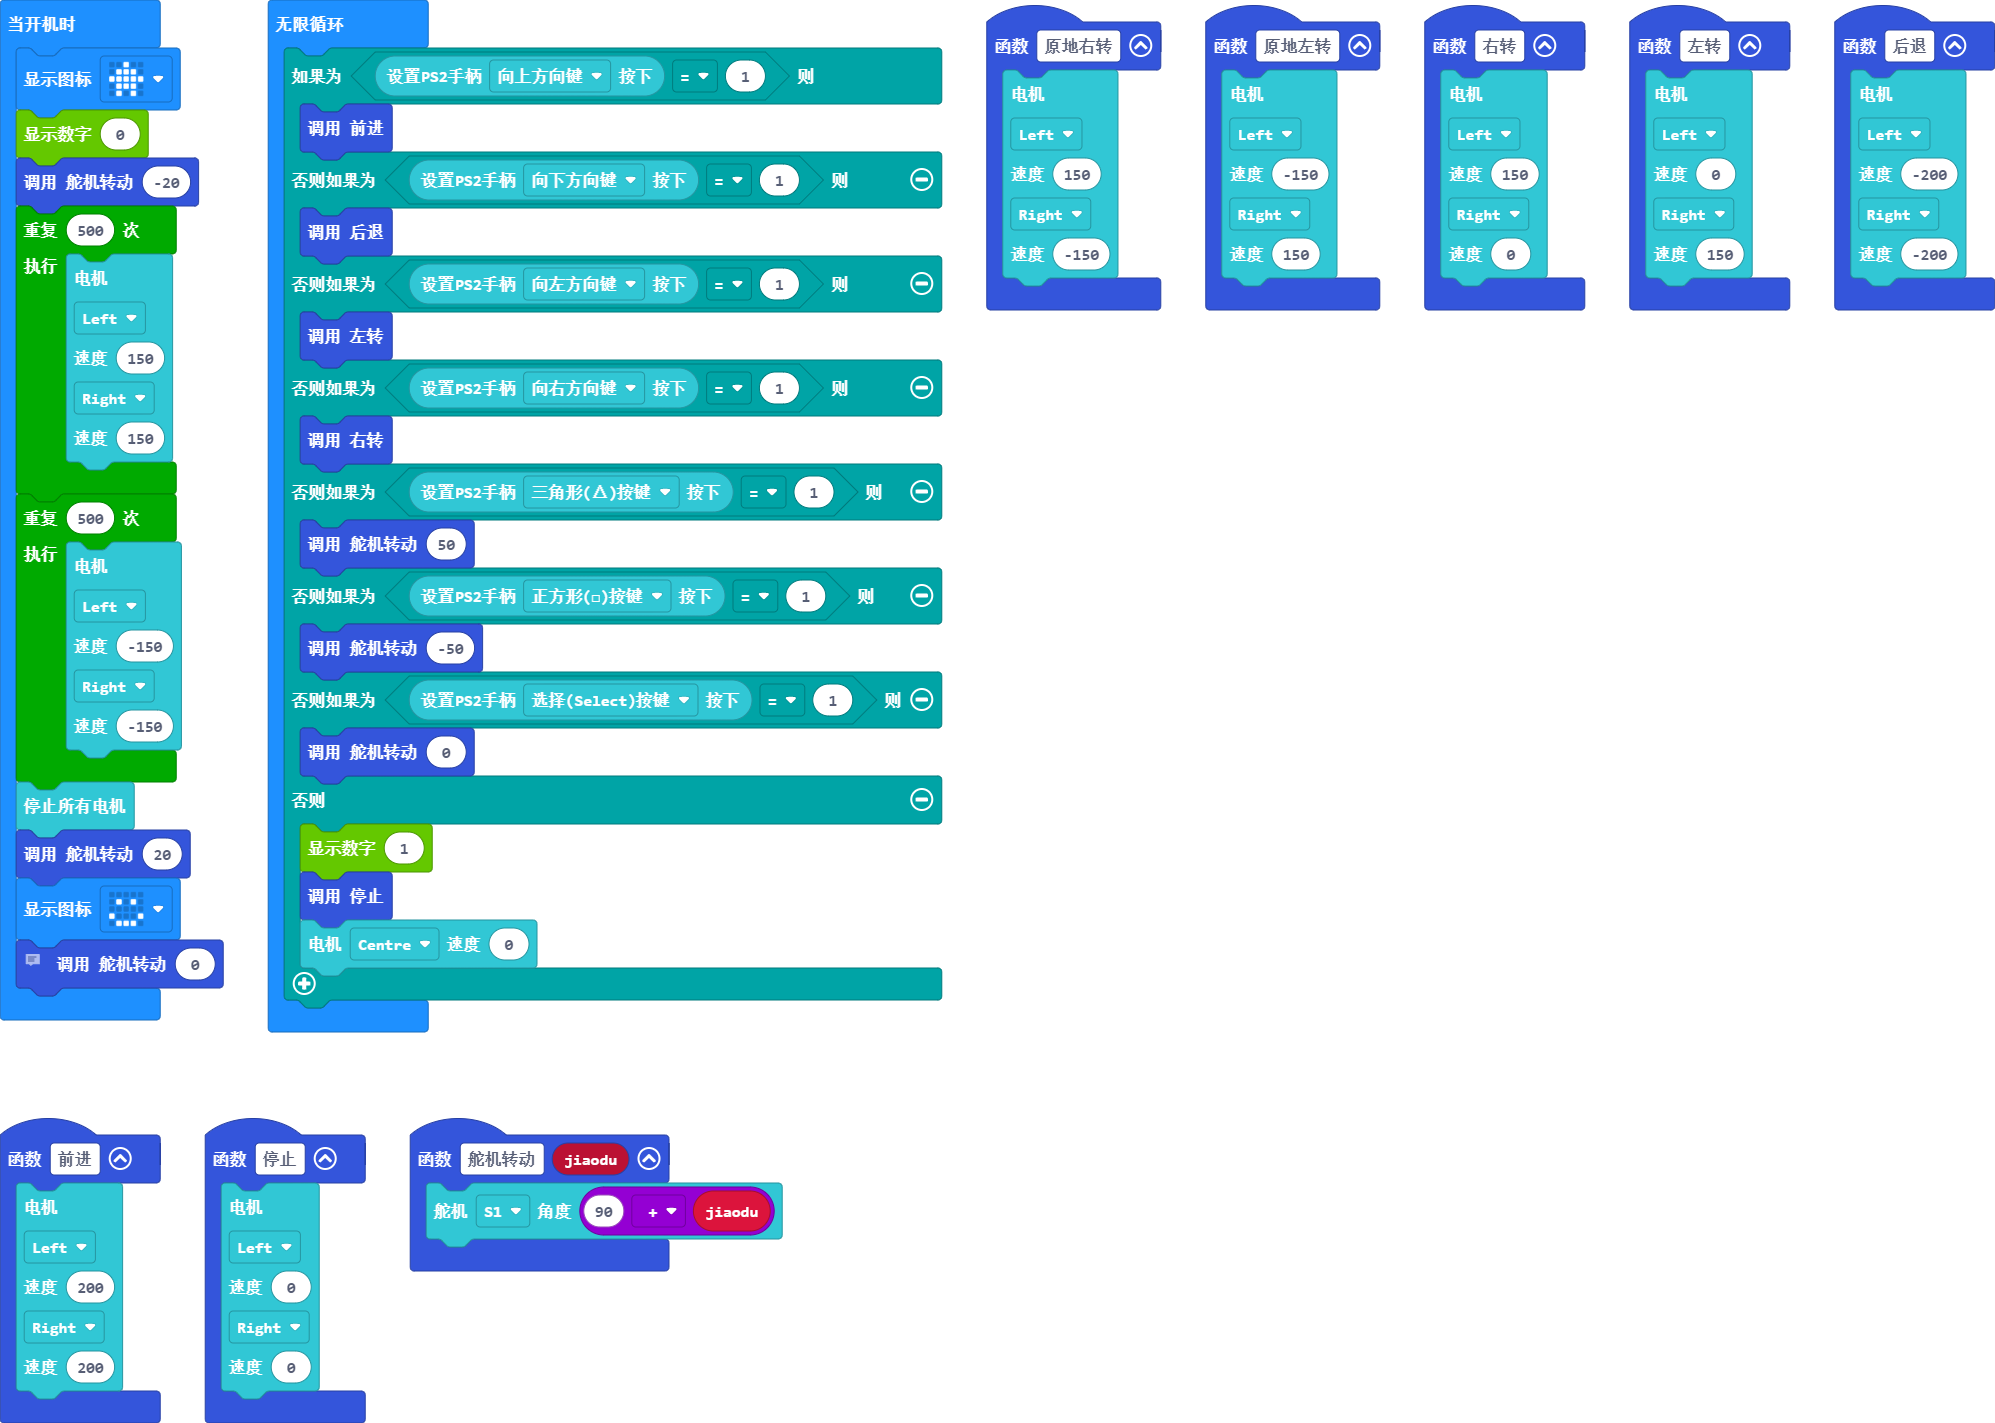 当开机时
显示图标
显示数字 0
调用 舵机转动 -20
重复 500 次
执行
电机
Left
速度 150
Right
速度 150
重复 500 次
执行
电机
Left
速度 -150
Right
速度 -150
停止所有电机
调用 舵机转动 20
显示图标
调用 舵机转动 0
无限循环
如果为 设置PS2手柄 向上方向键 按下 = 1 则
调用 前进
否则如果为 设置PS2手柄 向下方向键 按下 = 1 则
调用 后退
否则如果为 设置PS2手柄 向左方向键 按下 = 1 则
调用 左转
否则如果为 设置PS2手柄 向右方向键 按下 = 1 则
调用 右转
否则如果为 设置PS2手柄 三角形(△)按键 按下 = 1 则
调用 舵机转动 50
否则如果为 设置PS2手柄 正方形(□)按键 按下 = 1 则
调用 舵机转动 -50
否则如果为 设置PS2手柄 选择(Select)按键 按下 = 1 则
调用 舵机转动 0
否则
显示数字 1
调用 停止
电机 Centre 速度 0
函数 原地右转
电机
Left
速度 150
Right
速度 -150
函数 原地左转
电机
Left
速度 -150
Right
速度 150
函数 右转
电机
Left
速度 150
Right
速度 0
函数 左转
电机
Left
速度 0
Right
速度 150
函数 后退
电机
Left
速度 -200
Right
速度 -200
函数 前进
电机
Left
速度 200
Right
速度 200
函数 停止
电机
Left
速度 0
Right
速度 0
函数 舵机转动 jiaodu
舵机 S1 角度 90 + jiaodu